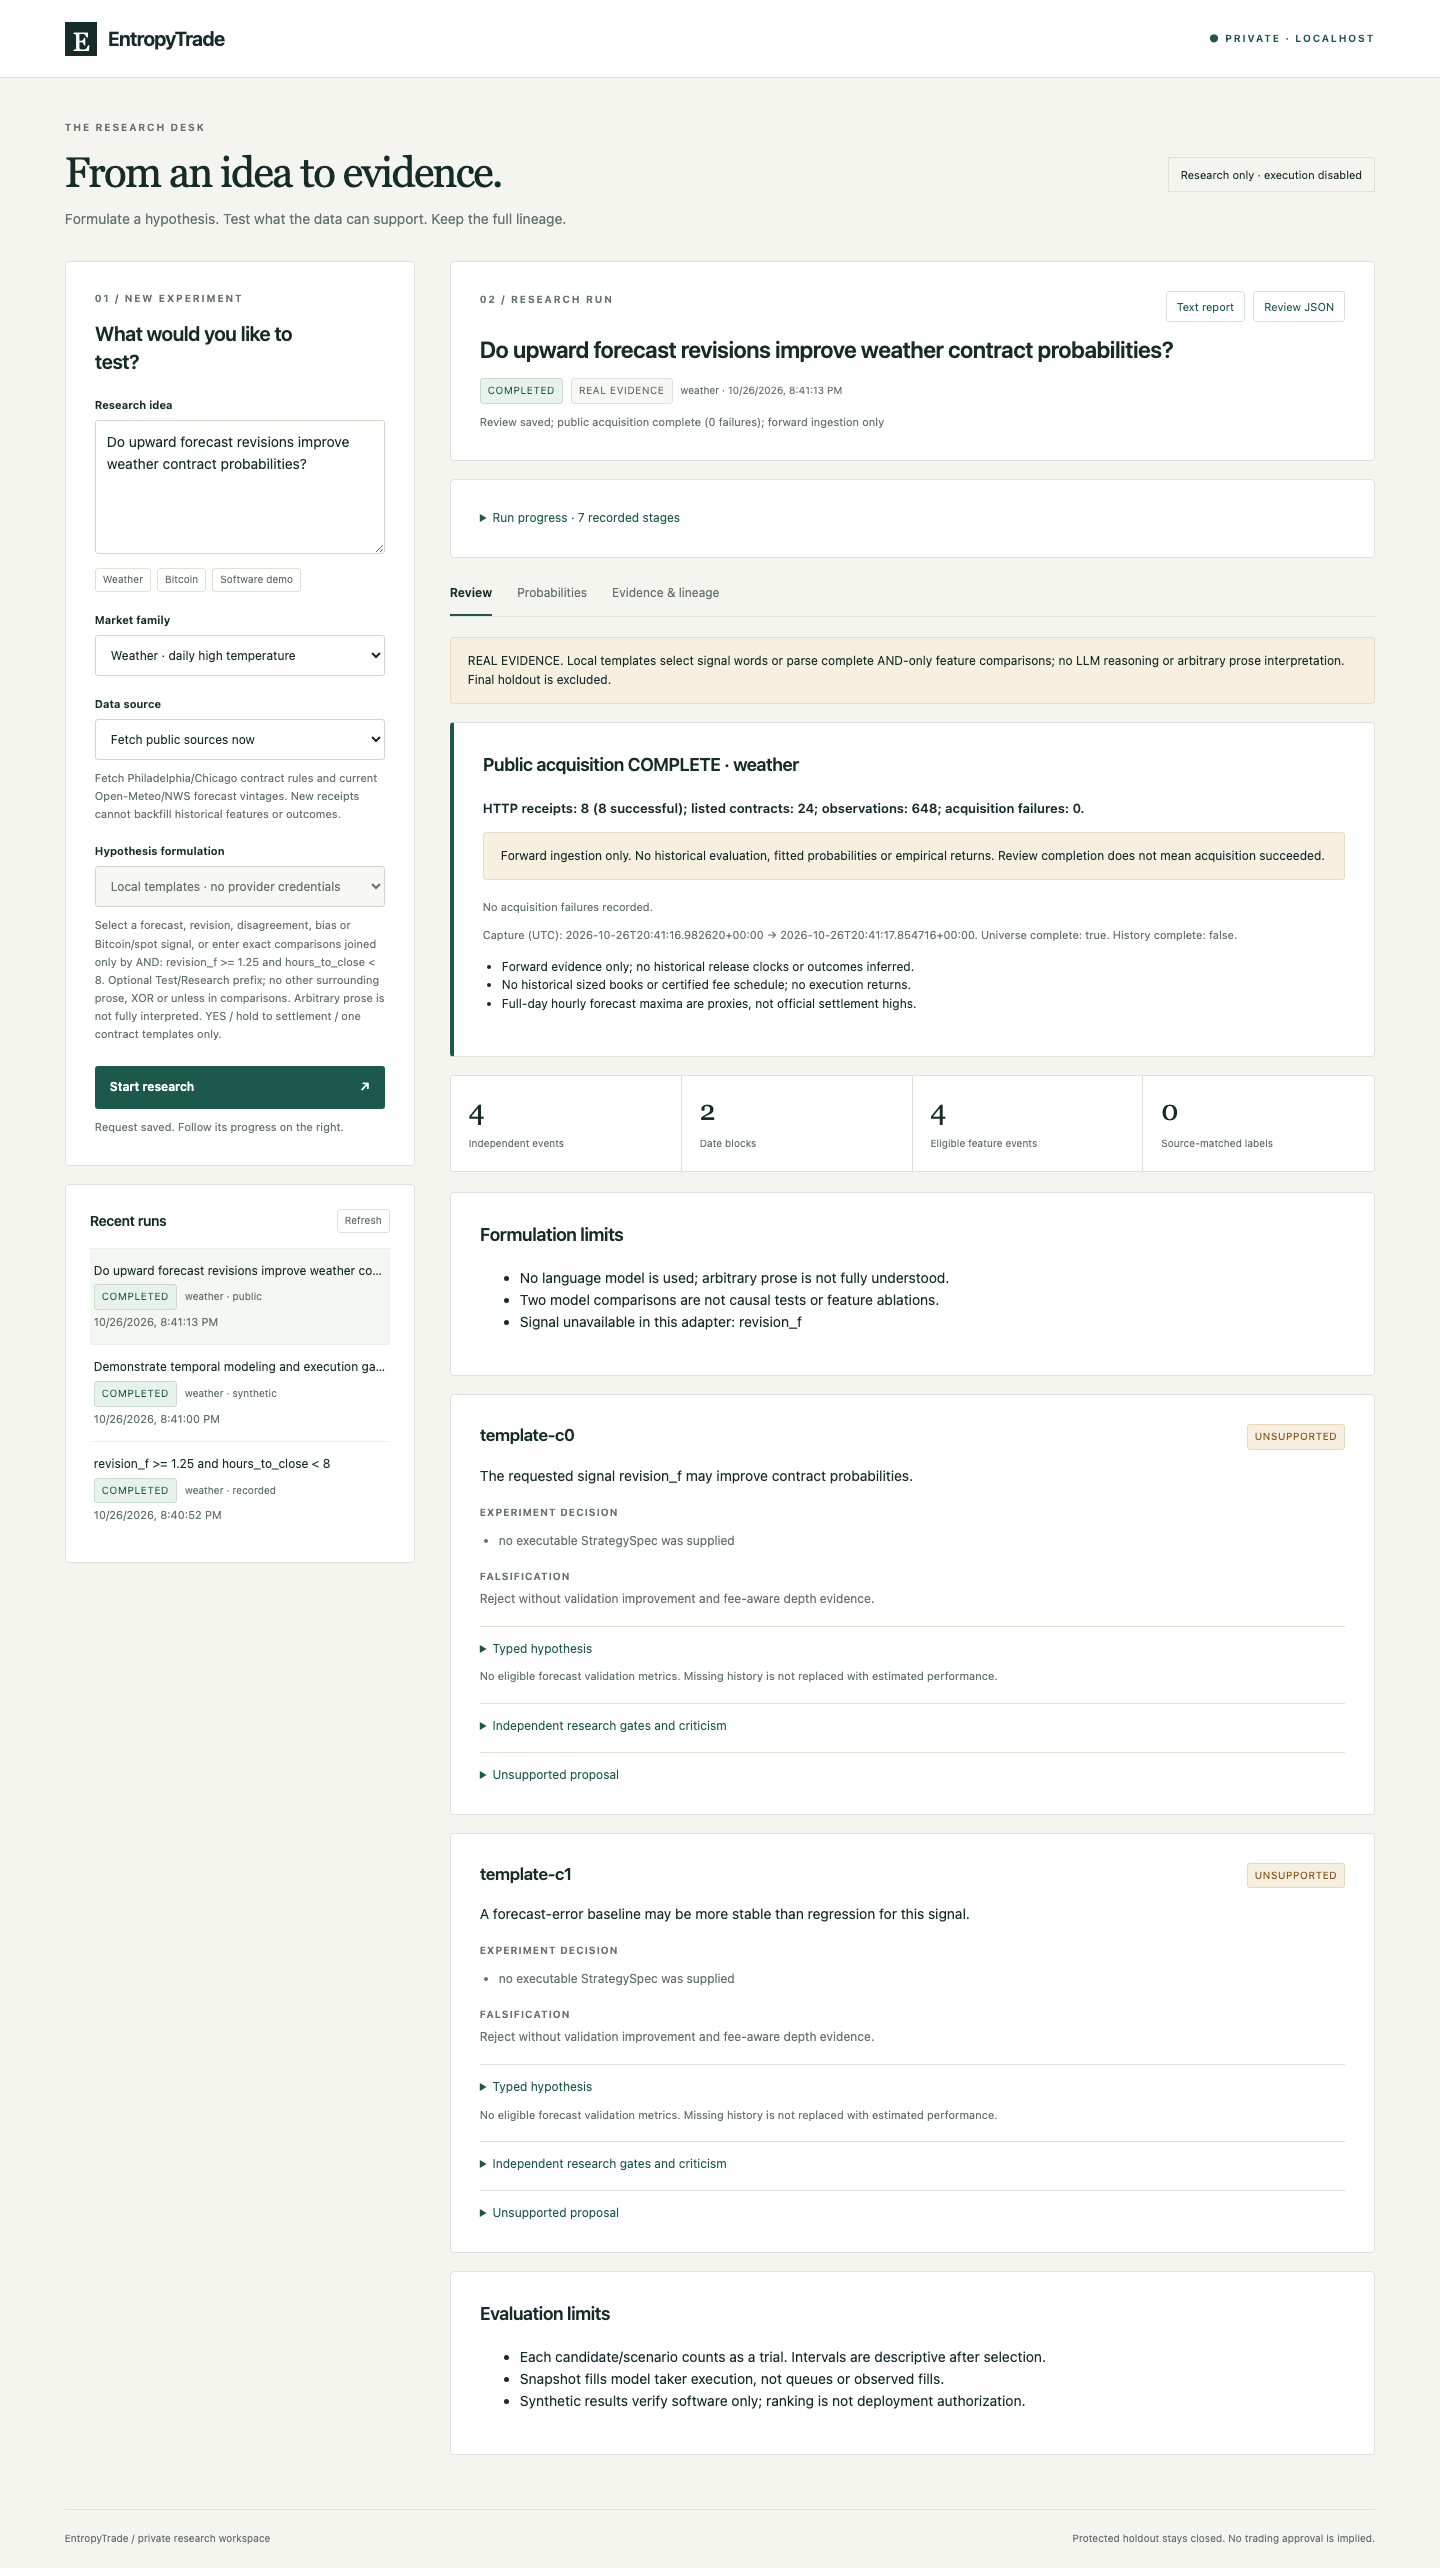 E EntropyTrade
PRIVATE · LOCALHOST
THE RESEARCH DESK
From an idea to evidence.
Research only · execution disabled
Formulate a hypothesis. Test what the data can support. Keep the full lineage.
01 / NEW EXPERIMENT
What would you like to
test?
Research idea
Do upward forecast revisions improve
weather contract probabilities?
Weather
Bitcoin
Software demo
Market family
Weather · daily high temperature
Data source
Fetch public sources now
Fetch Philadelphia/Chicago contract rules and current
Open-Meteo/NWS forecast vintages. New receipts
cannot backfill historical features or outcomes.
Hypothesis formulation
Local templates · no provider credentials
Select a forecast, revision, disagreement, bias or
Bitcoin/spot signal, or enter exact comparisons joined
only by AND: revision_f >= 1.25 and hours_to_close <
8. Optional Test/Research prefix; no other surrounding
prose, XOR or unless in comparisons. Arbitrary prose is
not fully interpreted. YES / hold to settlement / one
contract templates only.
Start research ↗
Request saved. Follow its progress on the right.
Recent runs
Refresh
Do upward forecast revisions improve weather co...
COMPLETED weather · public
10/26/2026, 8:41:13 PM
Demonstrate temporal modeling and execution ga...
COMPLETED weather · synthetic
10/26/2026, 8:41:00 PM
revision_f >= 1.25 and hours_to_close < 8
COMPLETED weather · recorded
10/26/2026, 8:40:52 PM
02 / RESEARCH RUN
Text report
Review JSON
Do upward forecast revisions improve weather contract probabilities?
COMPLETED REAL EVIDENCE weather · 10/26/2026, 8:41:13 PM
Review saved; public acquisition complete (0 failures); forward ingestion only
Run progress · 7 recorded stages
Review
Probabilities
Evidence & lineage
REAL EVIDENCE. Local templates select signal words or parse complete AND-only feature comparisons; no LLM reasoning or arbitrary prose interpretation.
Final holdout is excluded.
Public acquisition COMPLETE · weather
HTTP receipts: 8 (8 successful); listed contracts: 24; observations: 648; acquisition failures: 0.
Forward ingestion only. No historical evaluation, fitted probabilities or empirical returns. Review completion does not mean acquisition succeeded.
No acquisition failures recorded.
Capture (UTC): 2026-10-26T20:41:16.982620+00:00 → 2026-10-26T20:41:17.854716+00:00. Universe complete: true. History complete: false.
• Forward evidence only; no historical release clocks or outcomes inferred.
• No historical sized books or certified fee schedule; no execution returns.
• Full-day hourly forecast maxima are proxies, not official settlement highs.
4
Independent events
2
Date blocks
4
Eligible feature events
0
Source-matched labels
Formulation limits
• No language model is used; arbitrary prose is not fully understood.
• Two model comparisons are not causal tests or feature ablations.
• Signal unavailable in this adapter: revision_f
template-c0
UNSUPPORTED
The requested signal revision_f may improve contract probabilities.
EXPERIMENT DECISION
• no executable StrategySpec was supplied
FALSIFICATION
Reject without validation improvement and fee-aware depth evidence.
Typed hypothesis
No eligible forecast validation metrics. Missing history is not replaced with estimated performance.
Independent research gates and criticism
Unsupported proposal
template-c1
UNSUPPORTED
A forecast-error baseline may be more stable than regression for this signal.
EXPERIMENT DECISION
• no executable StrategySpec was supplied
FALSIFICATION
Reject without validation improvement and fee-aware depth evidence.
Typed hypothesis
No eligible forecast validation metrics. Missing history is not replaced with estimated performance.
Independent research gates and criticism
Unsupported proposal
Evaluation limits
• Each candidate/scenario counts as a trial. Intervals are descriptive after selection.
• Snapshot fills model taker execution, not queues or observed fills.
• Synthetic results verify software only; ranking is not deployment authorization.
EntropyTrade / private research workspace
Protected holdout stays closed. No trading approval is implied.